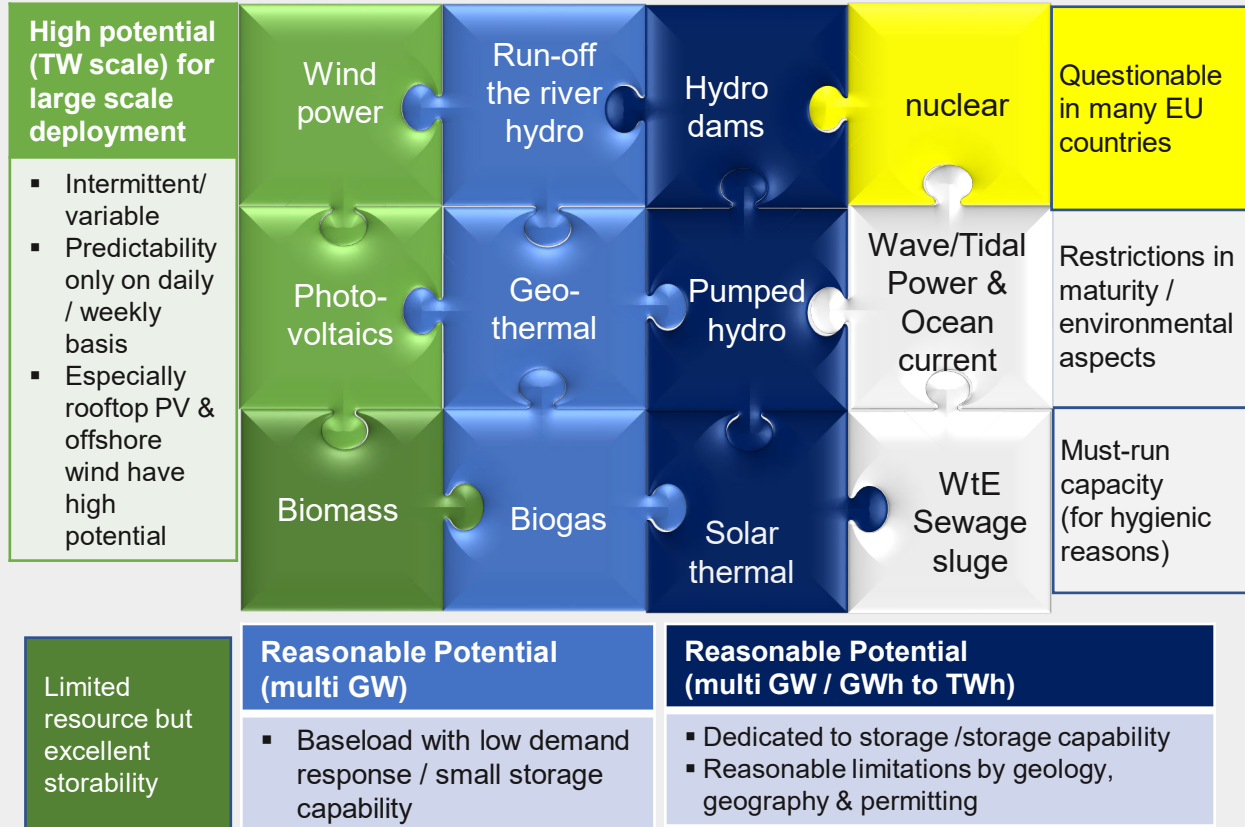 High potential
(TW scale) for
large scale
deployment
▪ Intermittent/
variable
▪ Predictability
only on daily
/ weekly
basis
▪ Especially
rooftop PV &
offshore
wind have
high
potential
Wind
power
Run-off
the river
hydro
Hydro
dams
nuclear
Questionable
in many EU
countries
Photo-
voltaics
Geo-
thermal
Pumped
hydro
Wave/Tidal
Power &
Ocean
current
Restrictions in
maturity /
environmental
aspects
Biomass
Biogas
Solar
thermal
WtE
Sewage
sluge
Must-run
capacity
(for hygienic
reasons)
Limited
resource but
excellent
storability
Reasonable Potential
(multi GW)
▪ Baseload with low demand
response / small storage
capability
Reasonable Potential
(multi GW / GWh to TWh)
▪ Dedicated to storage /storage capability
▪ Reasonable limitations by geology,
geography & permitting